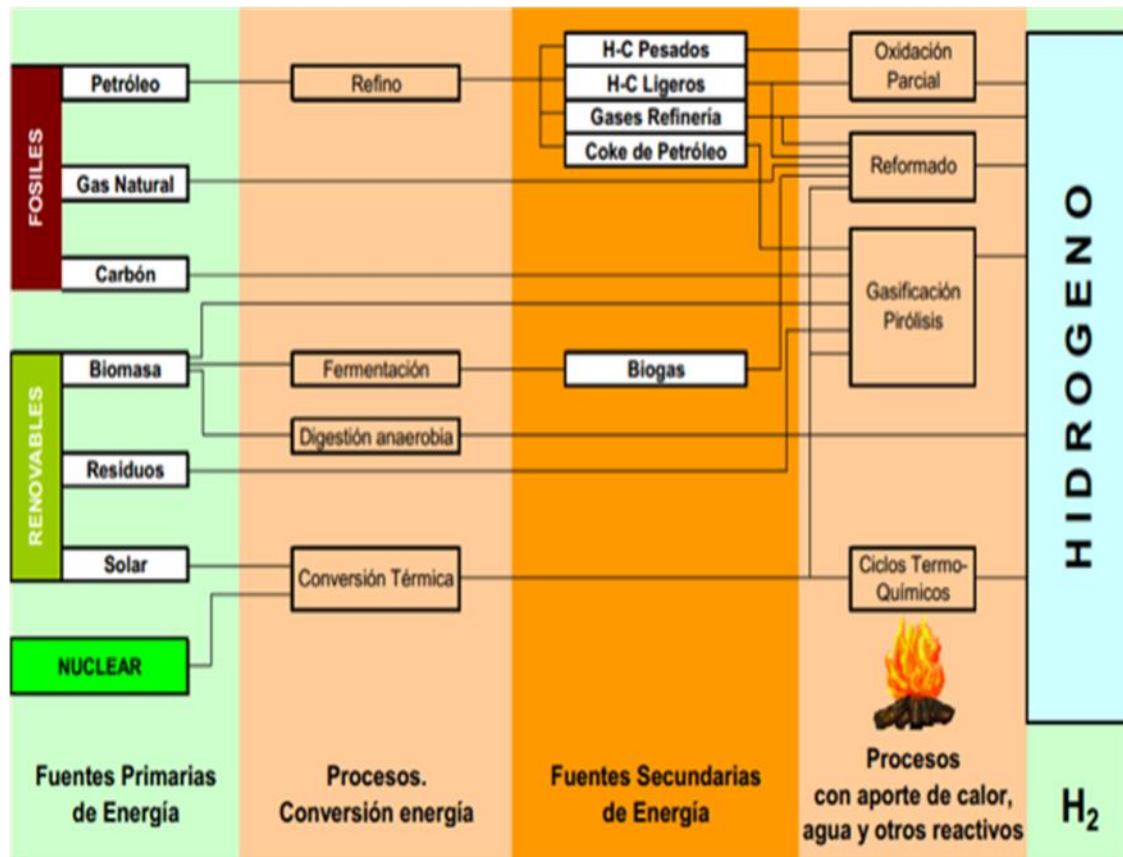 FOSILES
Petróleo
Gas Natural
Carbón
RENOVABLES
Biomasa
Residuos
Solar
NUCLEAR
Refino
Fermentación
Digestión anaerobia
Conversión Térmica
H-C Pesados
H-C Ligeros
Gases Refinería
Coke de Petróleo
Biogas
Oxidación
Parcial
Reformado
Gasificación
Pirólisis
Ciclos Termo-
Químicos
HIDROGENO
Fuentes Primarias
de Energía
Procesos.
Conversión energía
Fuentes Secundarias
de Energía
Procesos
con aporte de calor,
agua y otros reactivos
H₂